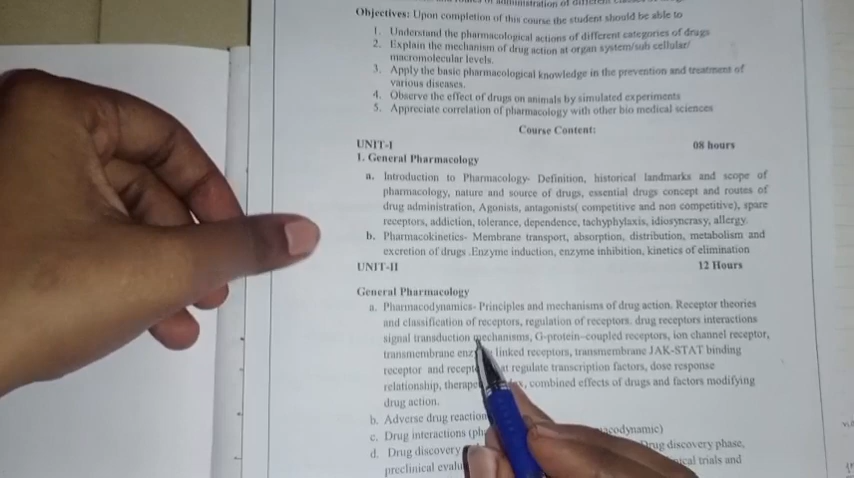 Objectives: Upon completion of this course the student should be able to
1. Understand the pharmacological actions of different categories of drugs
2. Explain the mechanism of drug action at organ system/sub cellular/
macromolecular levels.
3. Apply the basic pharmacological knowledge in the prevention and treatment of
various diseases.
4. Observe the effect of drugs on animals by simulated experiments
5. Appreciate correlation of pharmacology with other bio medical sciences
Course Content:
UNIT-I 08 hours
1. General Pharmacology
a. Introduction to Pharmacology- Definition, historical landmarks and scope of
pharmacology, nature and source of drugs, essential drugs concept and routes of
drug administration, Agonists, antagonists( competitive and non competitive), spare
receptors, addiction, tolerance, dependence, tachyphylaxis, idiosyncrasy, allergy.
b. Pharmacokinetics- Membrane transport, absorption, distribution, metabolism and
excretion of drugs .Enzyme induction, enzyme inhibition, kinetics of elimination
UNIT-II 12 Hours
General Pharmacology
a. Pharmacodynamics- Principles and mechanisms of drug action. Receptor theories
and classification of receptors, regulation of receptors. drug receptors interactions
signal transduction mechanisms, G-protein–coupled receptors, ion channel receptor,
transmembrane linked receptors, transmembrane JAK-STAT binding
receptor and regulate transcription factors, dose response
relationship, combined effects of drugs and factors modifying
drug action.
b. Adverse drug
c. Drug interactions
d. Drug discovery Drug discovery phase,
preclinical trials and